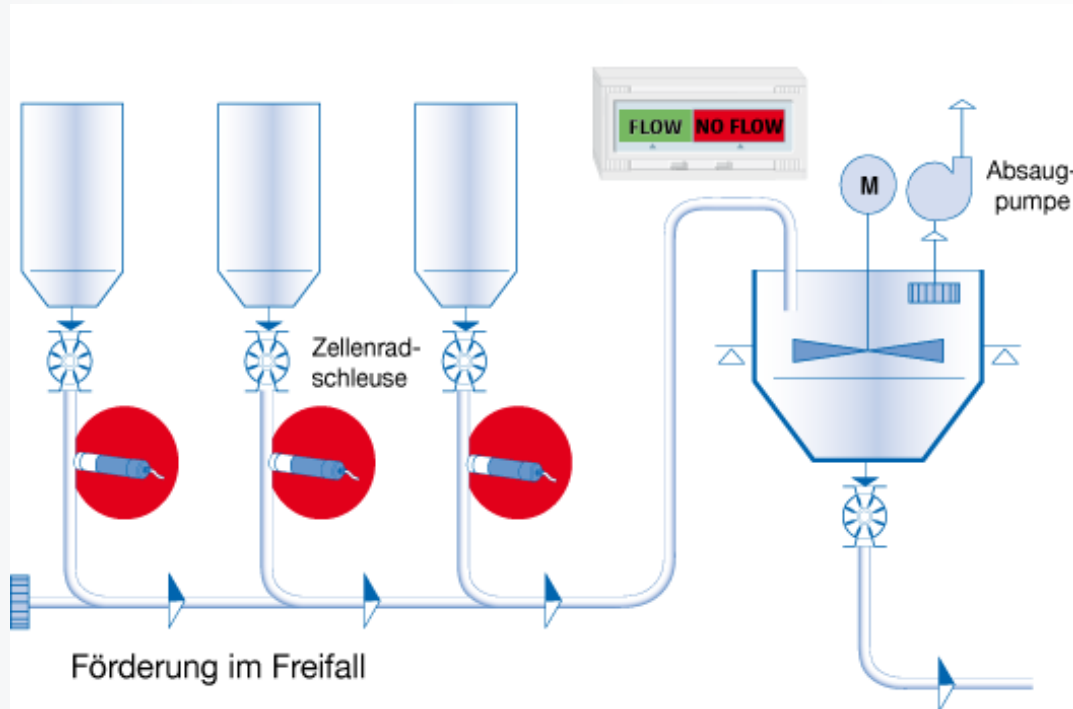 FLOW NO FLOW
M
Absaug-
pumpe
Zellenrad-
schleuse
Förderung im Freifall